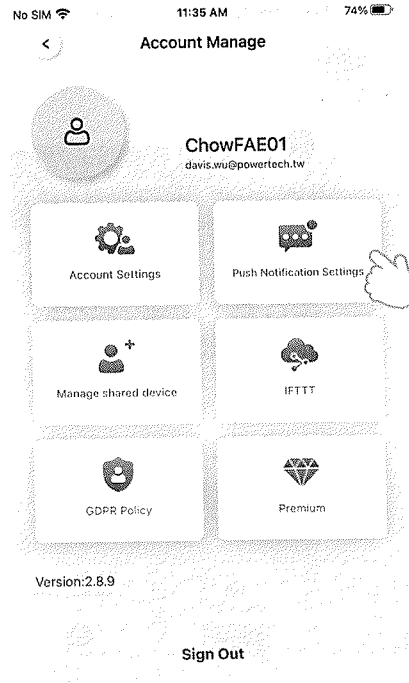 No SIM 11:35 AM 74%
Account Manage
ChowFAE01
davis.wu@powertech.tw
Account Settings
Push Notification Settings
Manage shared device
IFTTT
GDPR Policy
Premium
Version:2.8.9
Sign Out